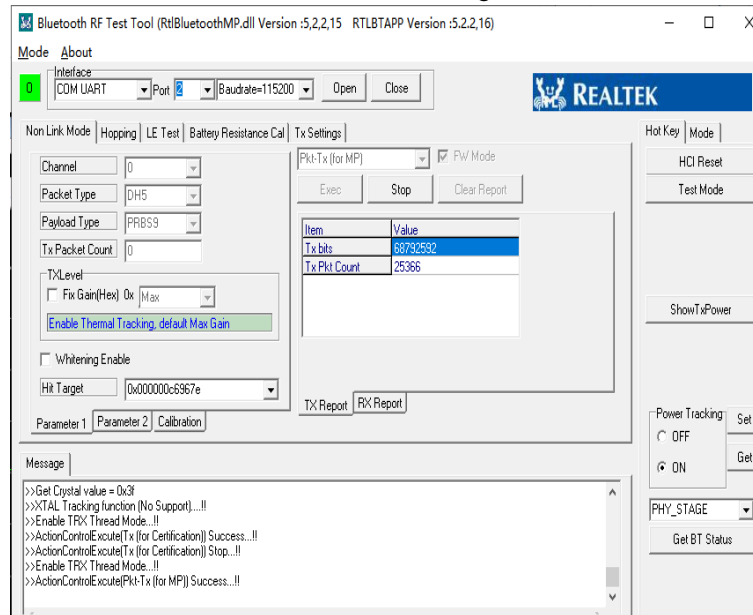 Bluetooth RF Test Tool (RtlBluetoothMP.dll Version :5,2,2,15 RTLBTAPP Version :5.2.2,16)
Mode About
Interface
0 COM UART Port 2 Baudrate=115200 Open Close
REALTEK
Non Link Mode Hopping LE Test Battery Resistance Cal Tx Settings
Hot Key Mode
Channel 0
Pkt-Tx (for MP) FW Mode
HCI Reset
Packet Type DH5
Exec Stop Clear Report
Test Mode
Payload Type PRBS9
Item Value
Tx Packet Count 0
Tx bits 68792592
Tx Pkt Count 25366
TXLevel
Fix Gain(Hex) 0x Max
Enable Thermal Tracking, default Max Gain
ShowTxPower
Whitening Enable
Hit Target 0x000000c6967e
TX Report RX Report
Parameter 1 Parameter 2 Calibration
Power Tracking
OFF
ON
Set
Get
Message
>>Get Crystal value = 0x3f
>>XTAL Tracking function (No Support)....!!
>>Enable TRX Thread Mode...!!
>>ActionControlExcute(Tx (for Certification)) Success...!!
>>ActionControlExcute(Tx (for Certification)) Stop...!!
>>Enable TRX Thread Mode...!!
>>ActionControlExcute(Pkt-Tx (for MP)) Success...!!
PHY_STAGE
Get BT Status